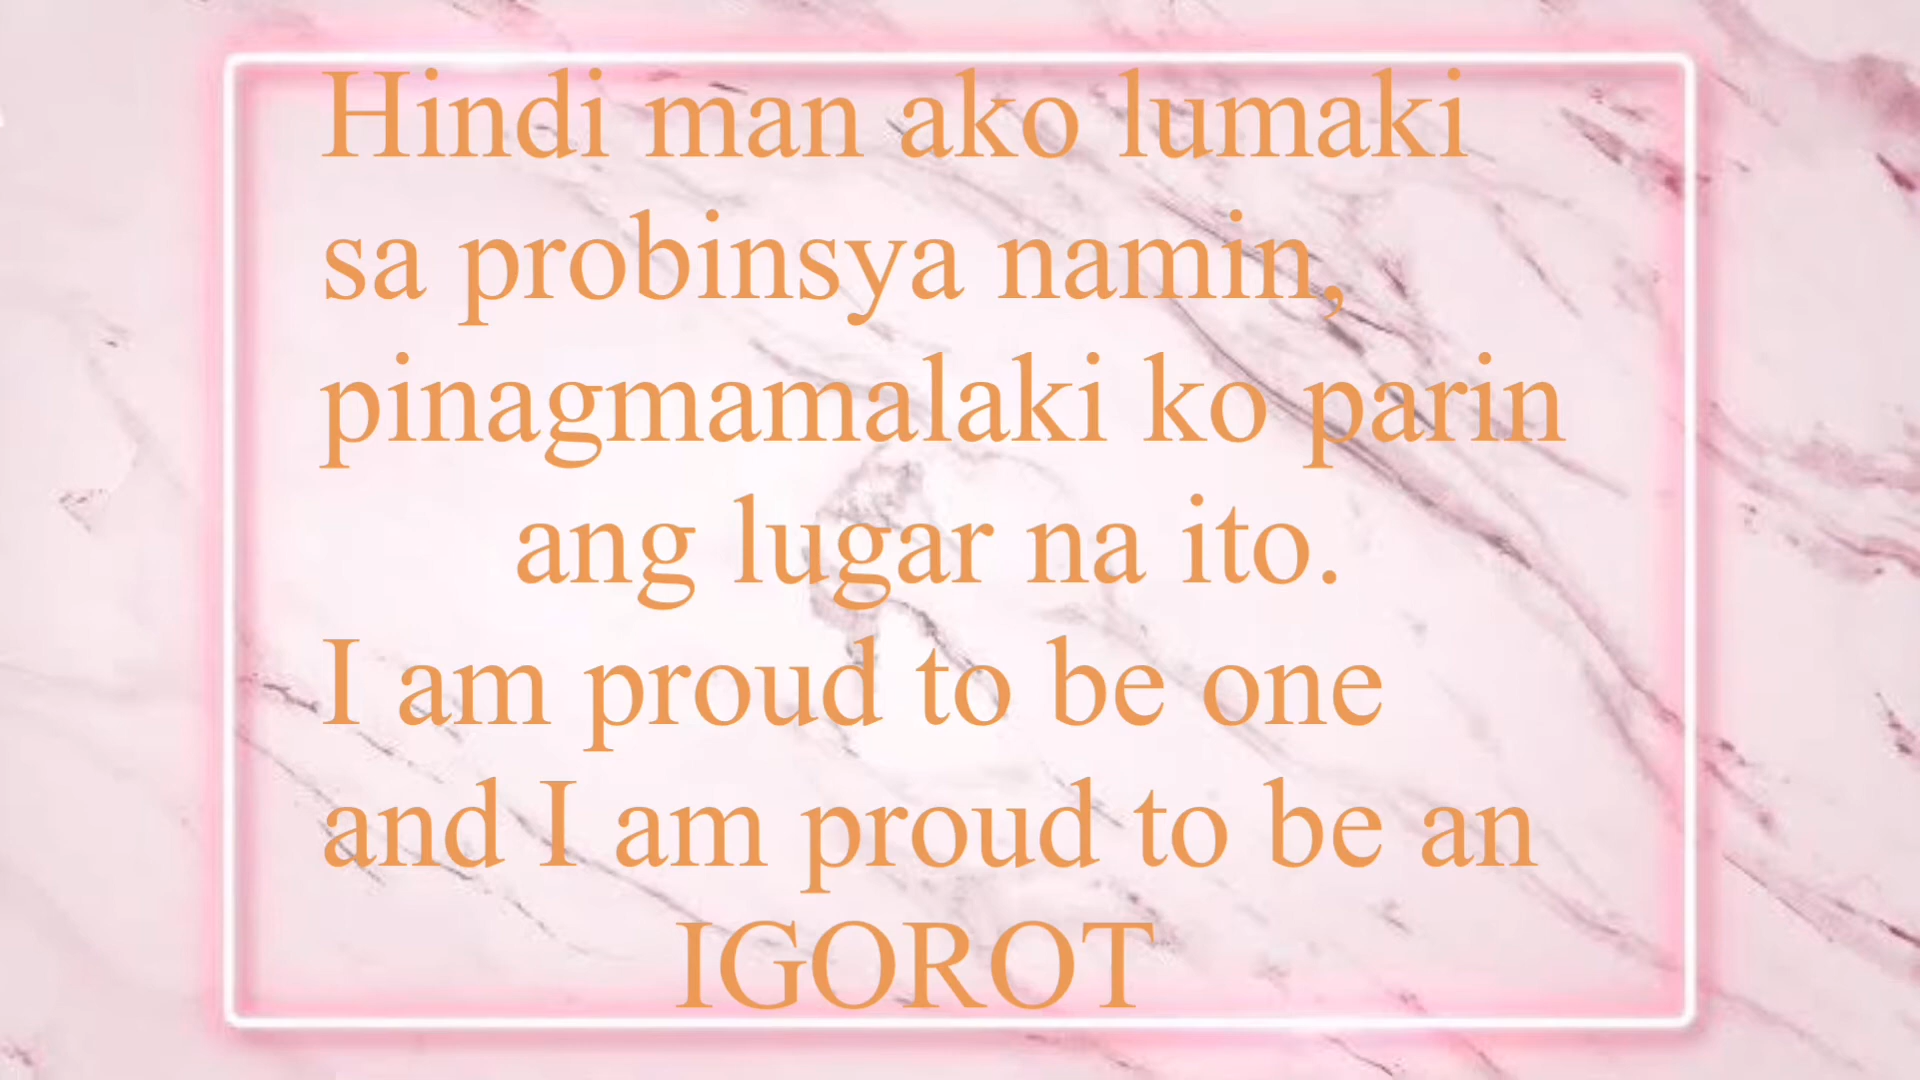 Hindi man ako lumaki
sa probinsya namin,
pinagmamalaki ko parin
ang lugar na ito.
I am proud to be one
and I am proud to be an
IGOROT